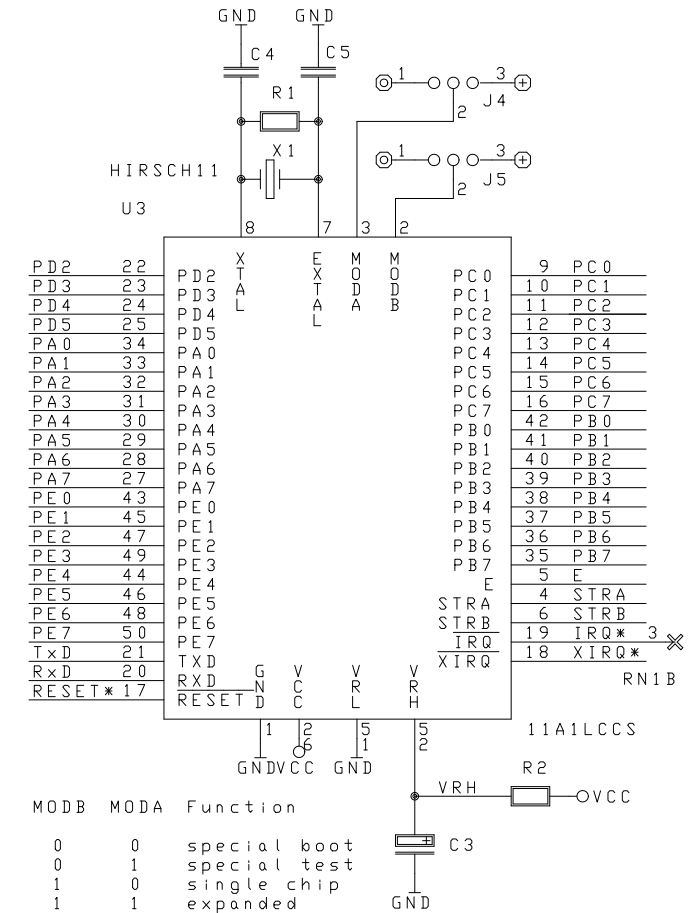 GND GND
C4 C5
R1
1 3
J4
2
X1
1 3
J5
2
HIRSCH11
U3
8 7 3 2
XTAL EXTAL MODA MODB
PD2 22 PD2 PC0 9 PC0
PD3 23 PD3 PC1 10 PC1
PD4 24 PD4 PC2 11 PC2
PD5 25 PD5 PC3 12 PC3
PA0 34 PA0 PC4 13 PC4
PA1 33 PA1 PC5 14 PC5
PA2 32 PA2 PC6 15 PC6
PA3 31 PA3 PC7 16 PC7
PA4 30 PA4 PB0 42 PB0
PA5 29 PA5 PB1 41 PB1
PA6 28 PA6 PB2 40 PB2
PA7 27 PA7 PB3 39 PB3
PE0 43 PE0 PB4 38 PB4
PE1 45 PE1 PB5 37 PB5
PE2 47 PE2 PB6 36 PB6
PE3 49 PE3 PB7 35 PB7
PE4 44 PE4 E 5 E
PE5 46 PE5 STRA 4 STRA
PE6 48 PE6 STRB 6 STRB
PE7 50 PE7 IRQ 19 IRQ* 3
TxD 21 TXD XIRQ 18 XIRQ*
RxD 20 RXD
RESET* 17 RESET
RN1B
GND VCC VRL VRH
1 26 51 52
11A1LCCS
GND VCC GND
R2
VRH
VCC
C3
GND
MODB MODA Function
0 0 special boot
0 1 special test
1 0 single chip
1 1 expanded